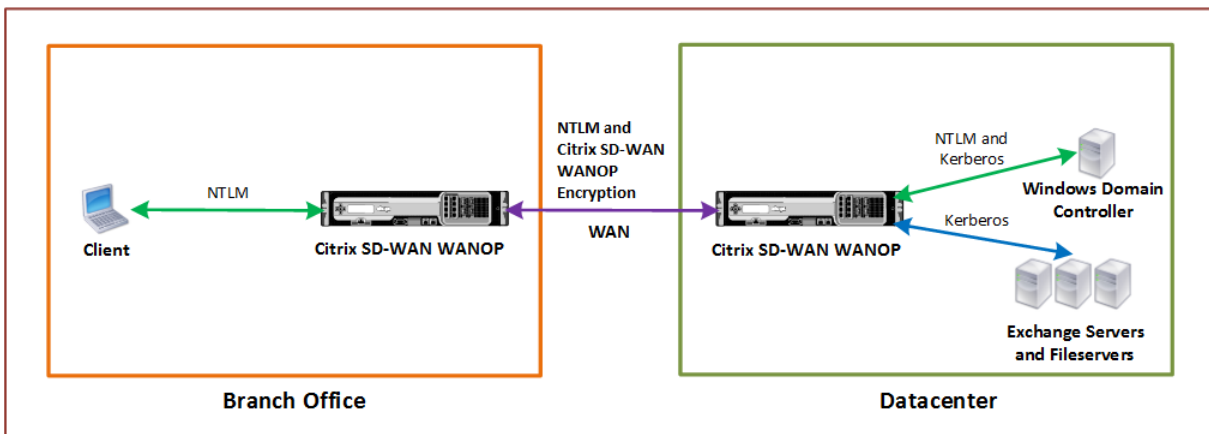 NTLM and
Citrix SD-WAN
WANOP
Encryption
WAN
NTLM
Client
Citrix SD-WAN WANOP
Citrix SD-WAN WANOP
NTLM and
Kerberos
Windows Domain
Controller
Kerberos
Exchange Servers
and Fileservers
Branch Office
Datacenter